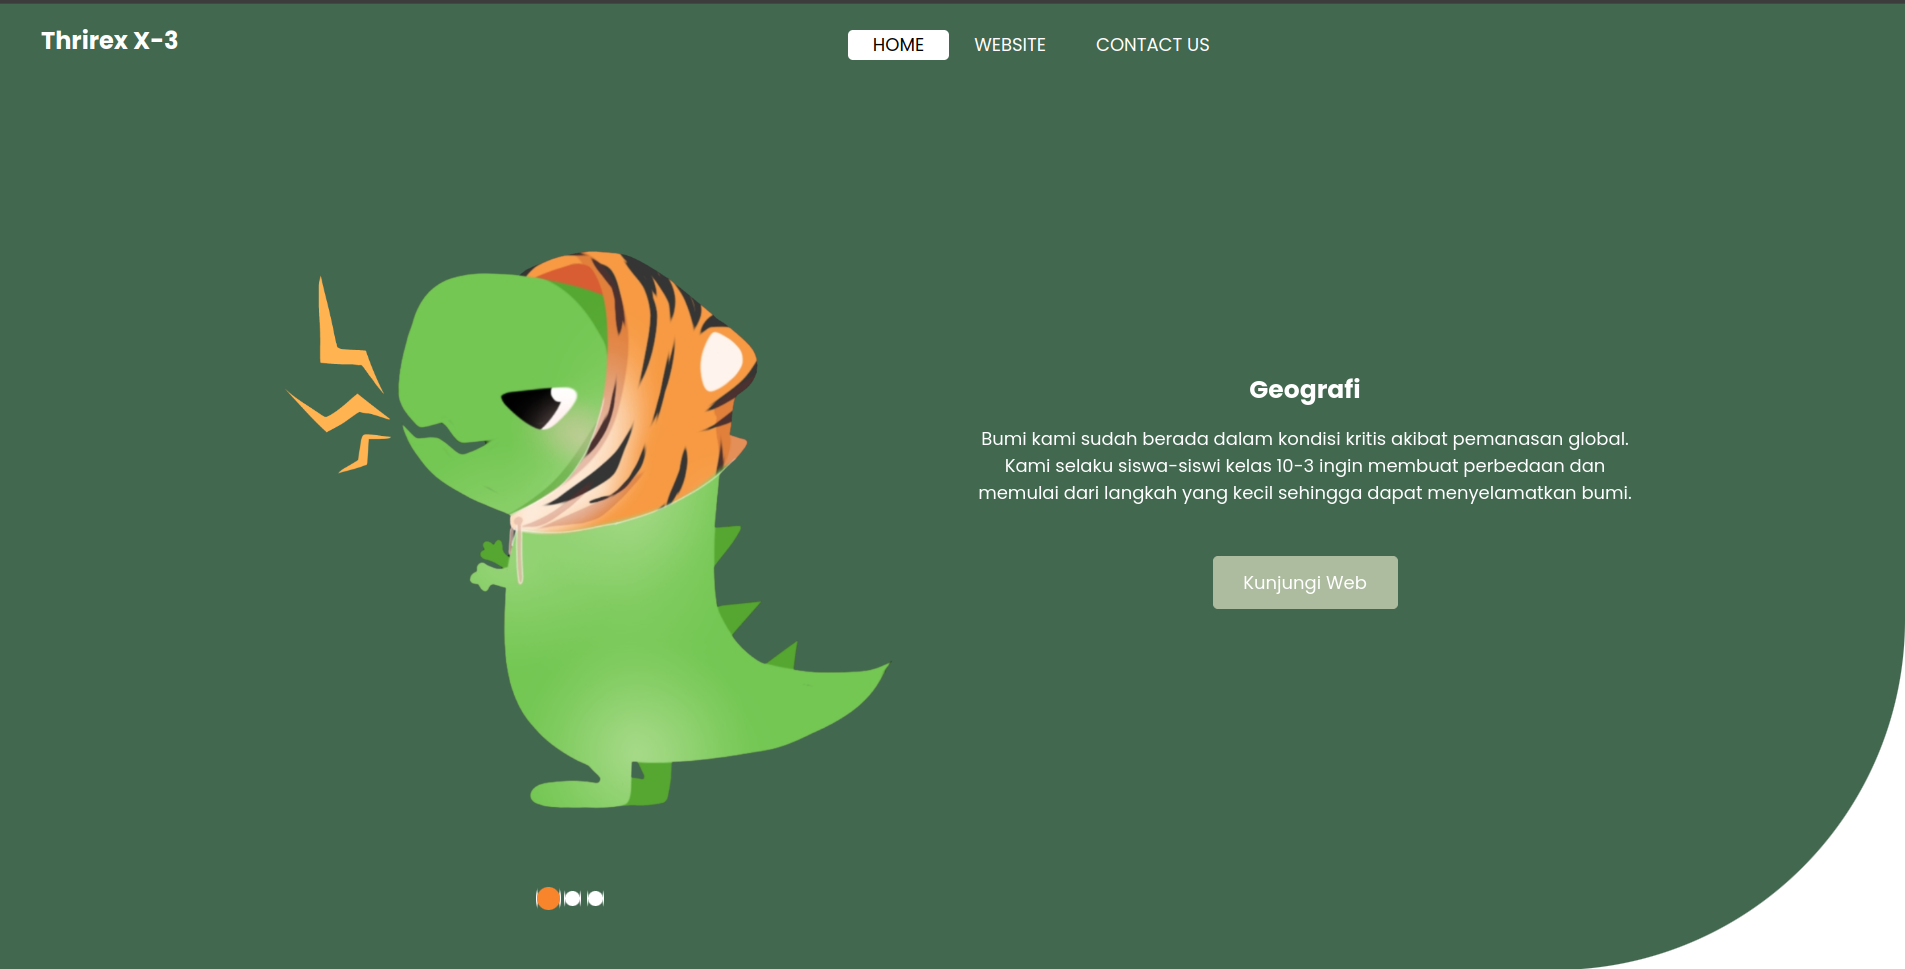 Thrirex X-3
HOME
WEBSITE
CONTACT US
Geografi
Bumi kami sudah berada dalam kondisi kritis akibat pemanasan global.
Kami selaku siswa-siswi kelas 10-3 ingin membuat perbedaan dan
memulai dari langkah yang kecil sehingga dapat menyelamatkan bumi.
Kunjungi Web